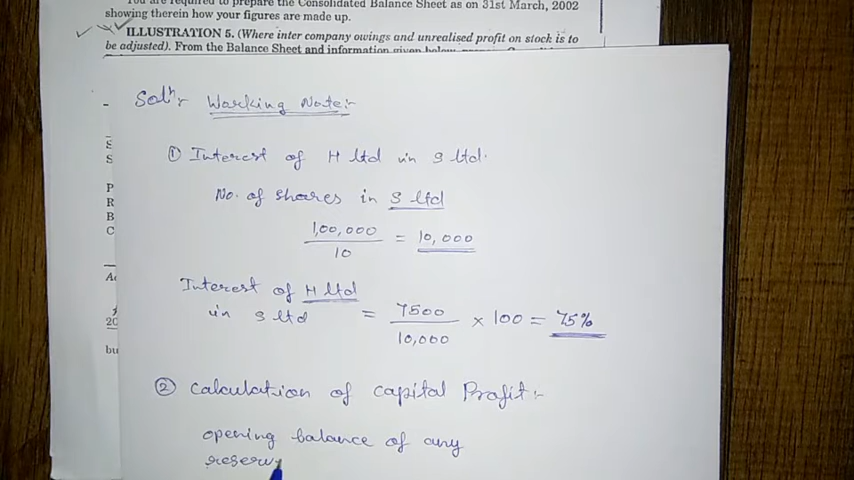 You are required to prepare the Consolidated Balance Sheet as on 31st March, 2002
showing therein how your figures are made up.
ILLUSTRATION 5. (Where inter company owings and unrealised profit on stock is to
be adjusted). From the Balance Sheet and information given below,
Solⁿ:- Working Note:-
① Interest of H ltd in S ltd.
No. of shares in S ltd
1,00,000 / 10 = 10,000
Interest of H ltd
in S ltd = 7500 / 10,000 × 100 = 75%
② Calculation of Capital Profit:-
opening balance of any
reserv
S
S
P
R
B
C
A
20
bu